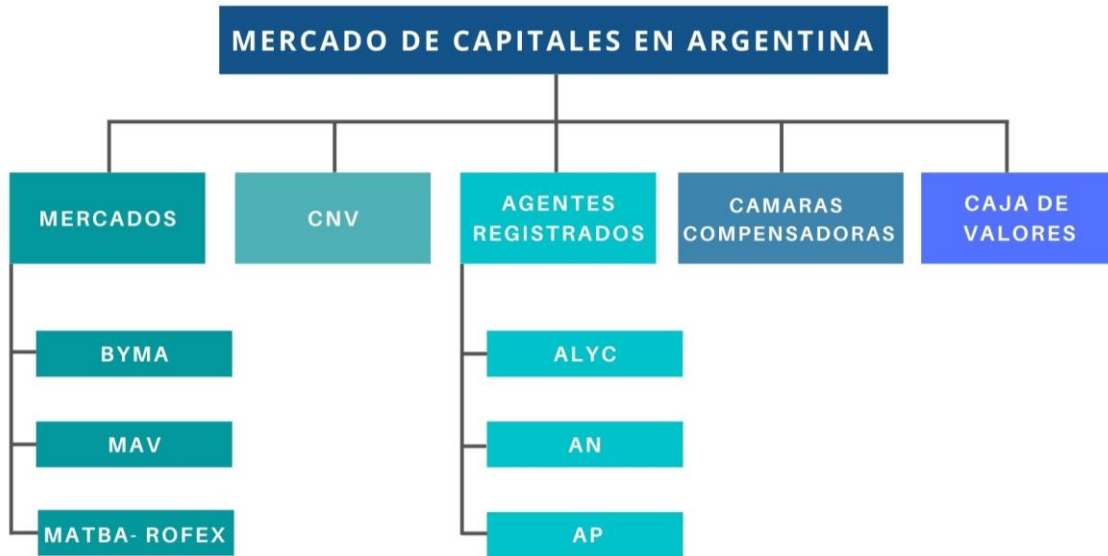 MERCADO DE CAPITALES EN ARGENTINA
MERCADOS
CNV
AGENTES
REGISTRADOS
CAMARAS
COMPENSADORAS
CAJA DE
VALORES
BYMA
MAV
MATBA- ROFEX
ALYC
AN
AP